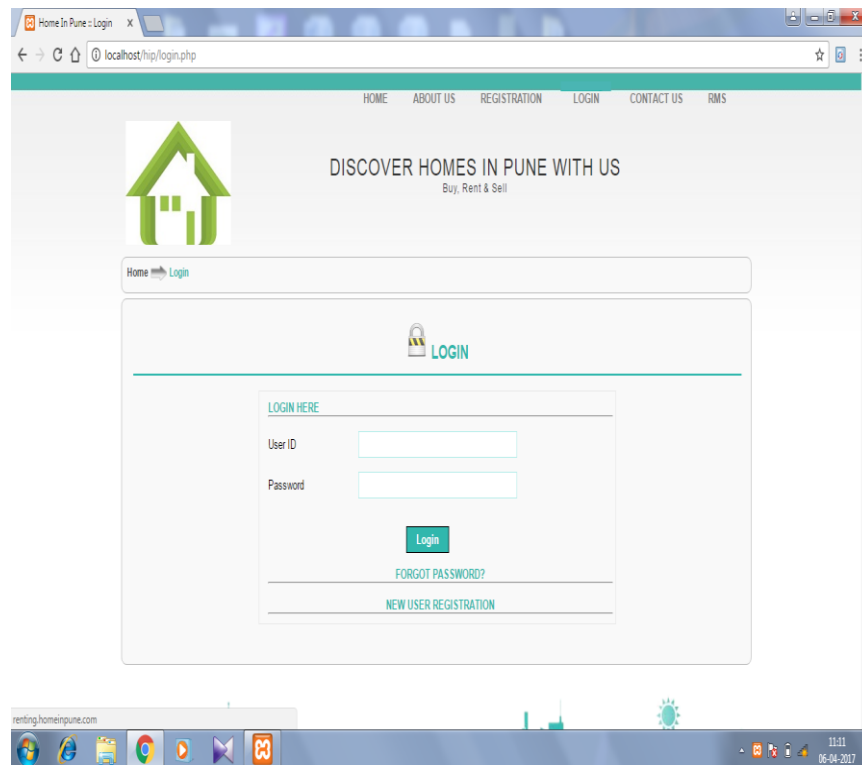 Home In Pune :: Login
localhost/hip/login.php
HOME ABOUT US REGISTRATION LOGIN CONTACT US RMS
DISCOVER HOMES IN PUNE WITH US
Buy, Rent & Sell
Home Login
LOGIN
LOGIN HERE
User ID
Password
Login
FORGOT PASSWORD?
NEW USER REGISTRATION
renting.homeinpune.com
11:11
06-04-2017